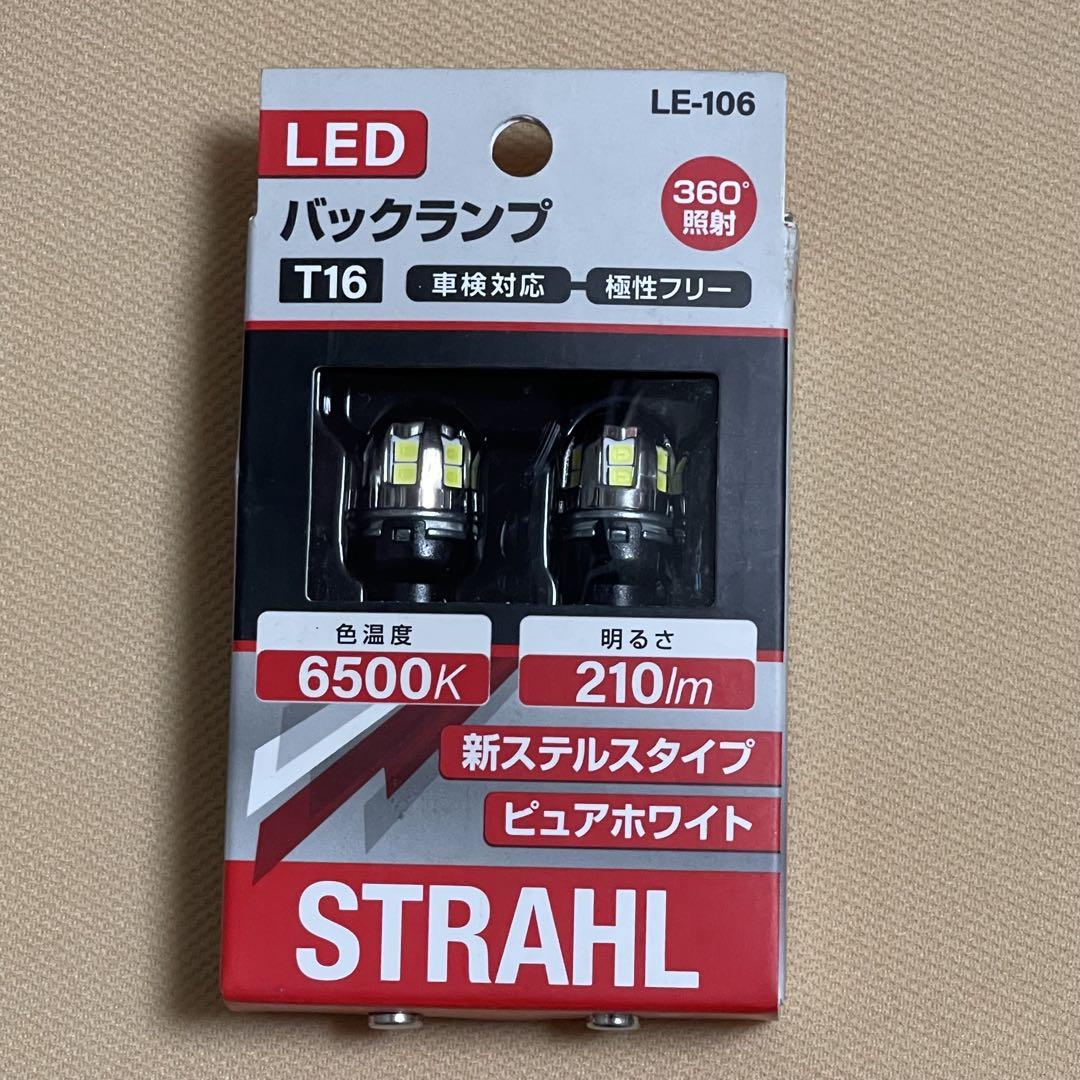 LE-106
LED
360°
照射
バックランプ
T16 車検対応 極性フリー
色温度
6500K
明るさ
210lm
新ステルスタイプ
ピュアホワイト
STRAHL